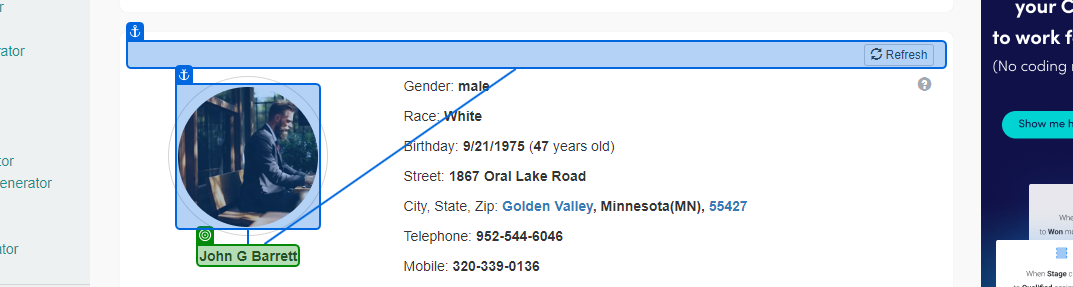 r
ator
tor
enerator
ator
Refresh
Gender: male
Race: White
Birthday: 9/21/1975 (47 years old)
Street: 1867 Oral Lake Road
City, State, Zip: Golden Valley, Minnesota(MN), 55427
Telephone: 952-544-6046
Mobile: 320-339-0136
John G Barrett
your C
to work f
(No coding
Show me h
Whe
to Won m
When Stage c